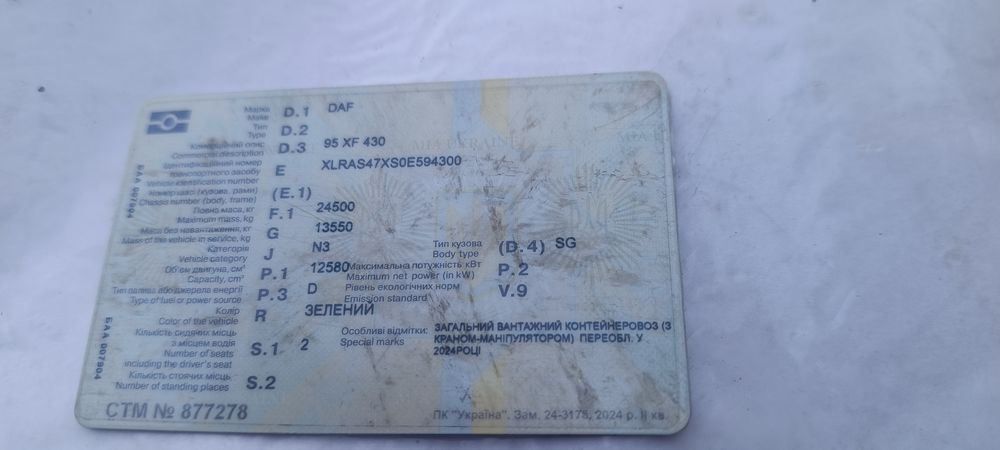 Марка D.1 DAF
Make
Тип D.2
Type
Комерційний опис D.3 95 XF 430
Commercial description
Ідентифікаційний номер
транспортного засобу E XLRAS47XS0E594300
Vehicle identification number
Номер шасі (кузова, рами) (E.1)
Chassis number (body, frame)
Повна маса, кг F.1 24500
Maximum mass, kg
Маса без навантаження, кг G 13550
Mass of the vehicle in service, kg
Категорія J N3
Vehicle category
Тип кузова (D.4) SG
Body type
Об'єм двигуна, см³ P.1 12580
Capacity, cm³
Максимальна потужність кВт P.2
Maximum net power (in kW)
Тип палива або джерела енергії P.3 D
Type of fuel or power source
Рівень екологічних норм V.9
Emission standard
Колір R ЗЕЛЕНИЙ
Color of the vehicle
Кількість сидячих місць
з місцем водія S.1 2
Number of seats
including the driver's seat
Особливі відмітки: ЗАГАЛЬНИЙ ВАНТАЖНИЙ КОНТЕЙНЕРОВОЗ (З
Special marks КРАНОМ-МАНІПУЛЯТОРОМ) ПЕРЕОБЛ. У
2024РОЦІ
Кількість стоячих місць S.2
Number of standing places
СТМ № 877278
ПК "Україна". Зам. 24-3178, 2024 р. II кв.
БАА 007904
БАА 007904
MIA UKRAINE